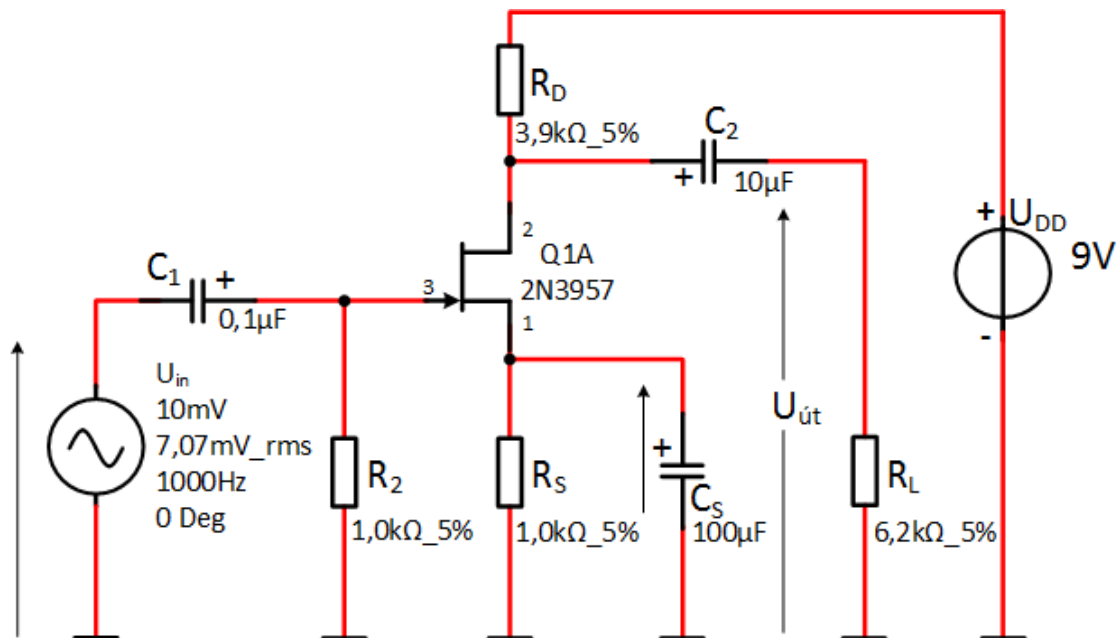 R_D
3,9kΩ_5%
C_2
+
10µF
+
U_DD
9V
-
2
Q1A
2N3957
3
1
C_1
+
0,1µF
U_in
10mV
7,07mV_rms
1000Hz
0 Deg
R_2
1,0kΩ_5%
R_S
1,0kΩ_5%
+
C_S
100µF
U_út
R_L
6,2kΩ_5%